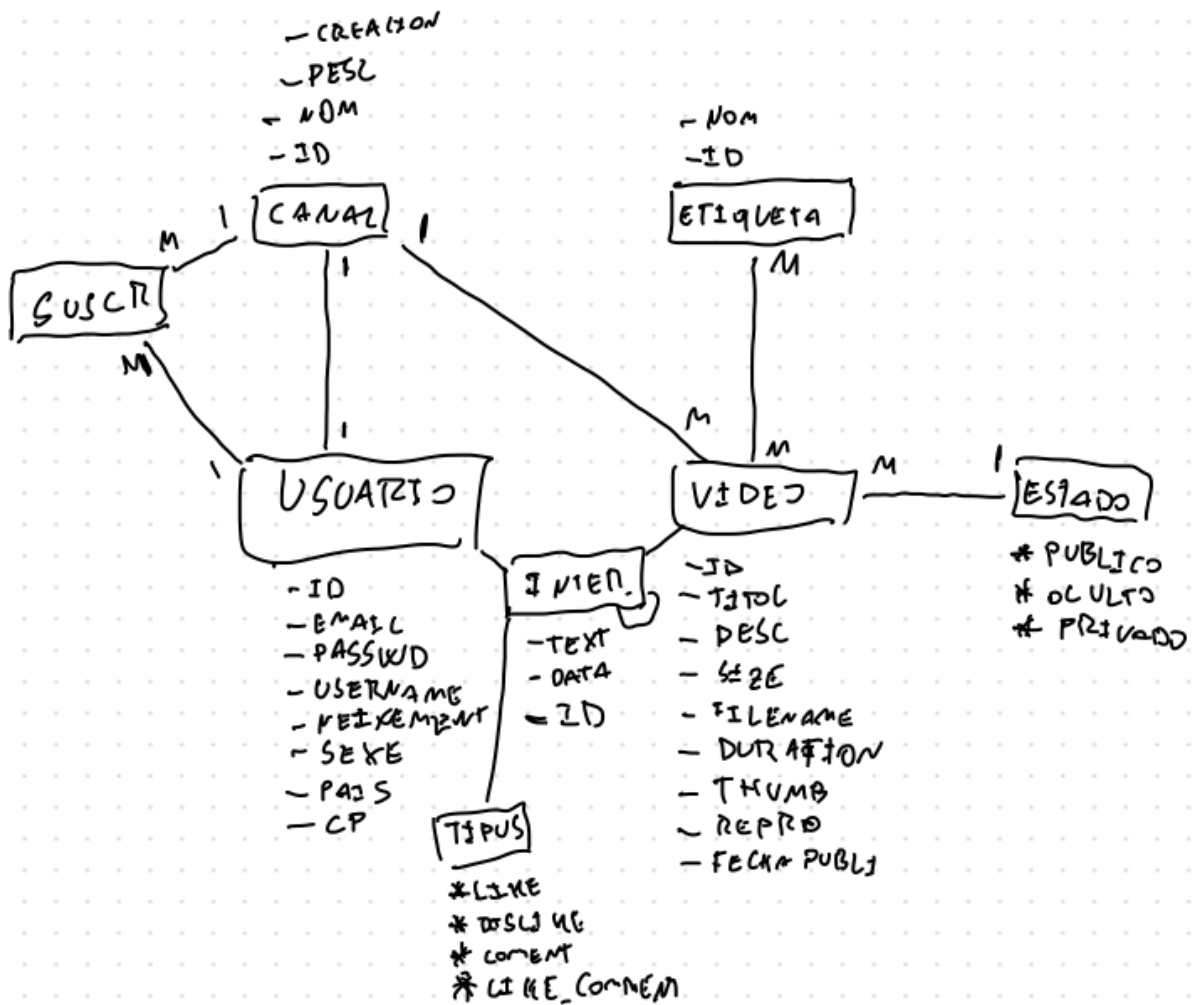 - CREACION
- DESC
- NOM
- ID
CANAL
1
1
1
M
SUSCR
M
- NOM
- ID
ETIQUETA
M
1
1
USUARIO
- ID
- EMAIL
- PASSWD
- USERNAME
- NEIXEMENT
- SEXE
- PAIS
- CP
INTER.
- TEXT
- DATA
- ID
TIPUS
* LIKE
* DISLIKE
* COMENT
* LIKE_COMMEN
M
M
VIDEO
- ID
- TITOL
- DESC
- SIZE
- FILENAME
- DURATION
- THUMB
- REPRO
- FECHA PUBLI
M
1
ESTADO
* PUBLICO
* OCULTO
* PRIVADO